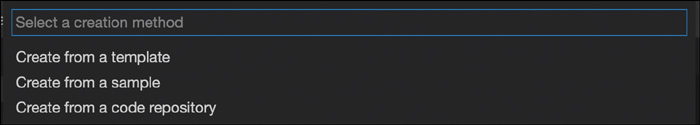 Select a creation method
Create from a template
Create from a sample
Create from a code repository